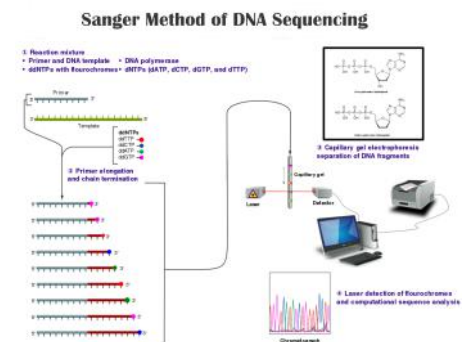 Sanger Method of DNA Sequencing
① Reaction mixture
• Primer and DNA template • DNA polymerase
• ddNTPs with flourochromes • dNTPs (dATP, dCTP, dGTP, and dTTP)
Primer
Template
ddNTPs
ddTTP
ddCTP
ddATP
ddGTP
② Primer elongation
and chain termination
③ Capillary gel electrophoresis
separation of DNA fragments
Capillary gel
Laser
Detector
④ Laser detection of flourochromes
and computational sequence analysis
Chromatograph